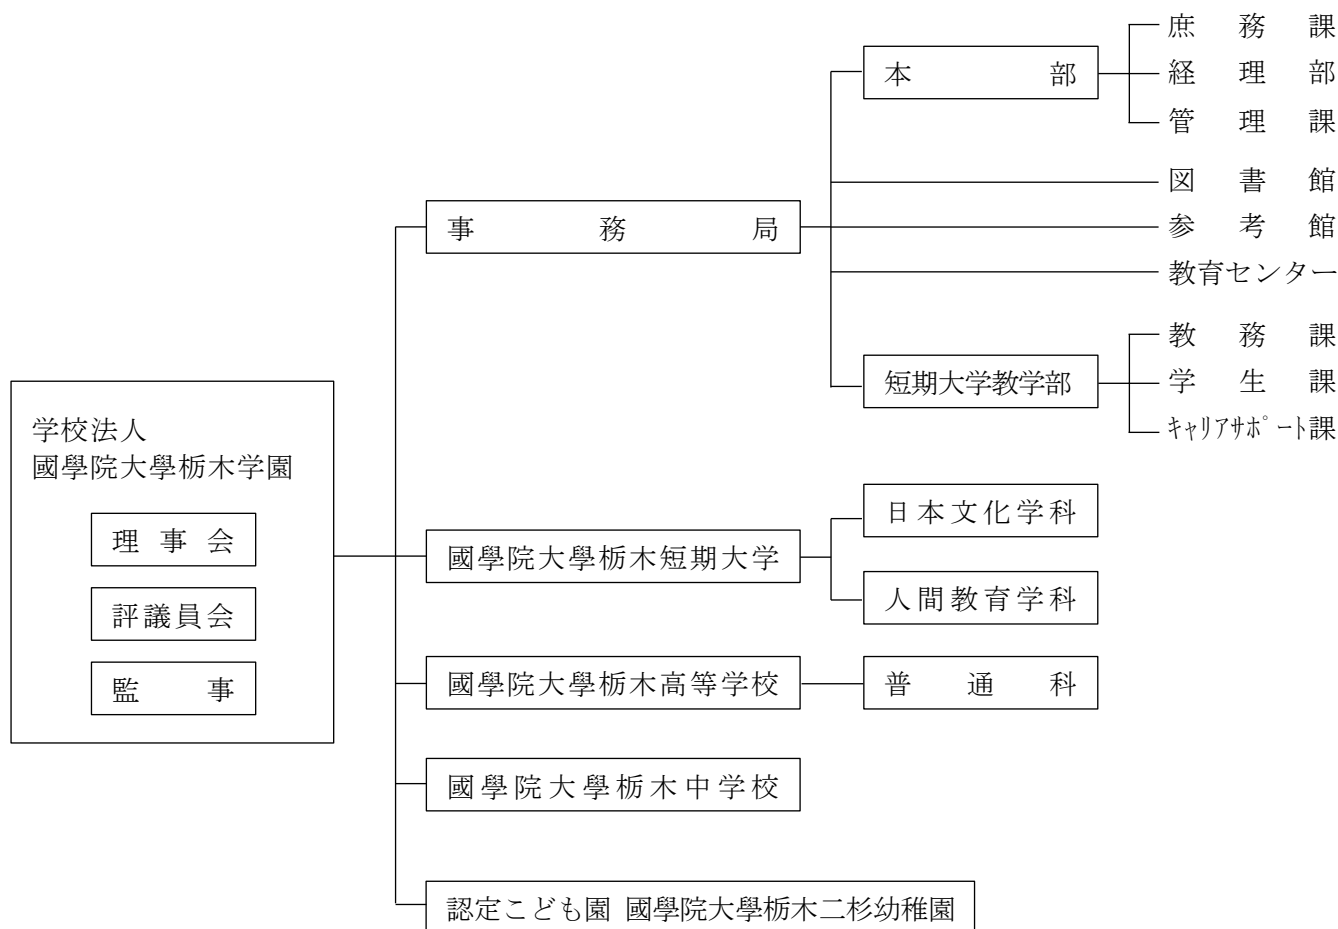 庶務課
本部
経理部
管理課
図書館
事務局
参考館
教育センター
教務課
短期大学教学部
学生課
キャリアサポート課
学校法人
國學院大學栃木学園
理事会
評議員会
監事
國學院大學栃木短期大学
日本文化学科
人間教育学科
國學院大學栃木高等学校
普通科
國學院大學栃木中学校
認定こども園 國學院大學栃木二杉幼稚園